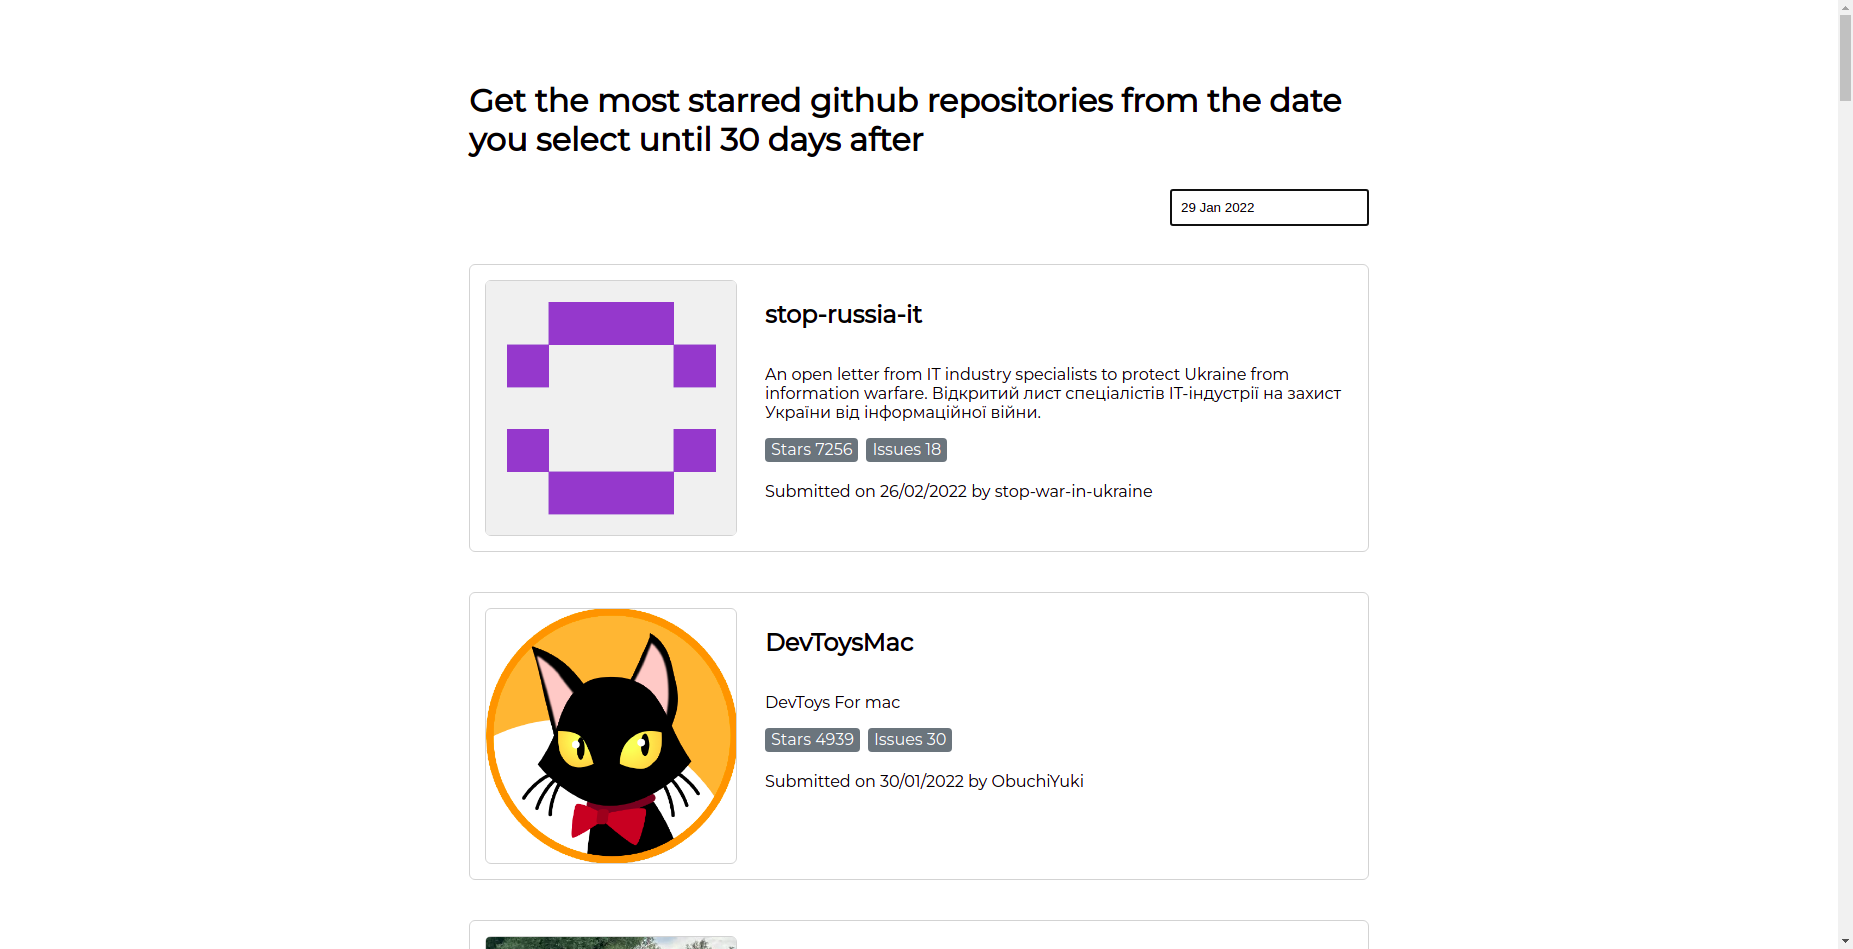 Get the most starred github repositories from the date
you select until 30 days after
29 Jan 2022
stop-russia-it
An open letter from IT industry specialists to protect Ukraine from
information warfare. Відкритий лист спеціалістів ІТ-індустрії на захист
України від інформаційної війни.
Stars 7256 Issues 18
Submitted on 26/02/2022 by stop-war-in-ukraine
DevToysMac
DevToys For mac
Stars 4939 Issues 30
Submitted on 30/01/2022 by ObuchiYuki